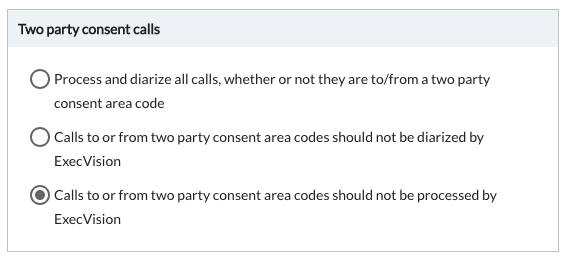 Two party consent calls
Process and diarize all calls, whether or not they are to/from a two party
consent area code
Calls to or from two party consent area codes should not be diarized by
ExecVision
Calls to or from two party consent area codes should not be processed by
ExecVision